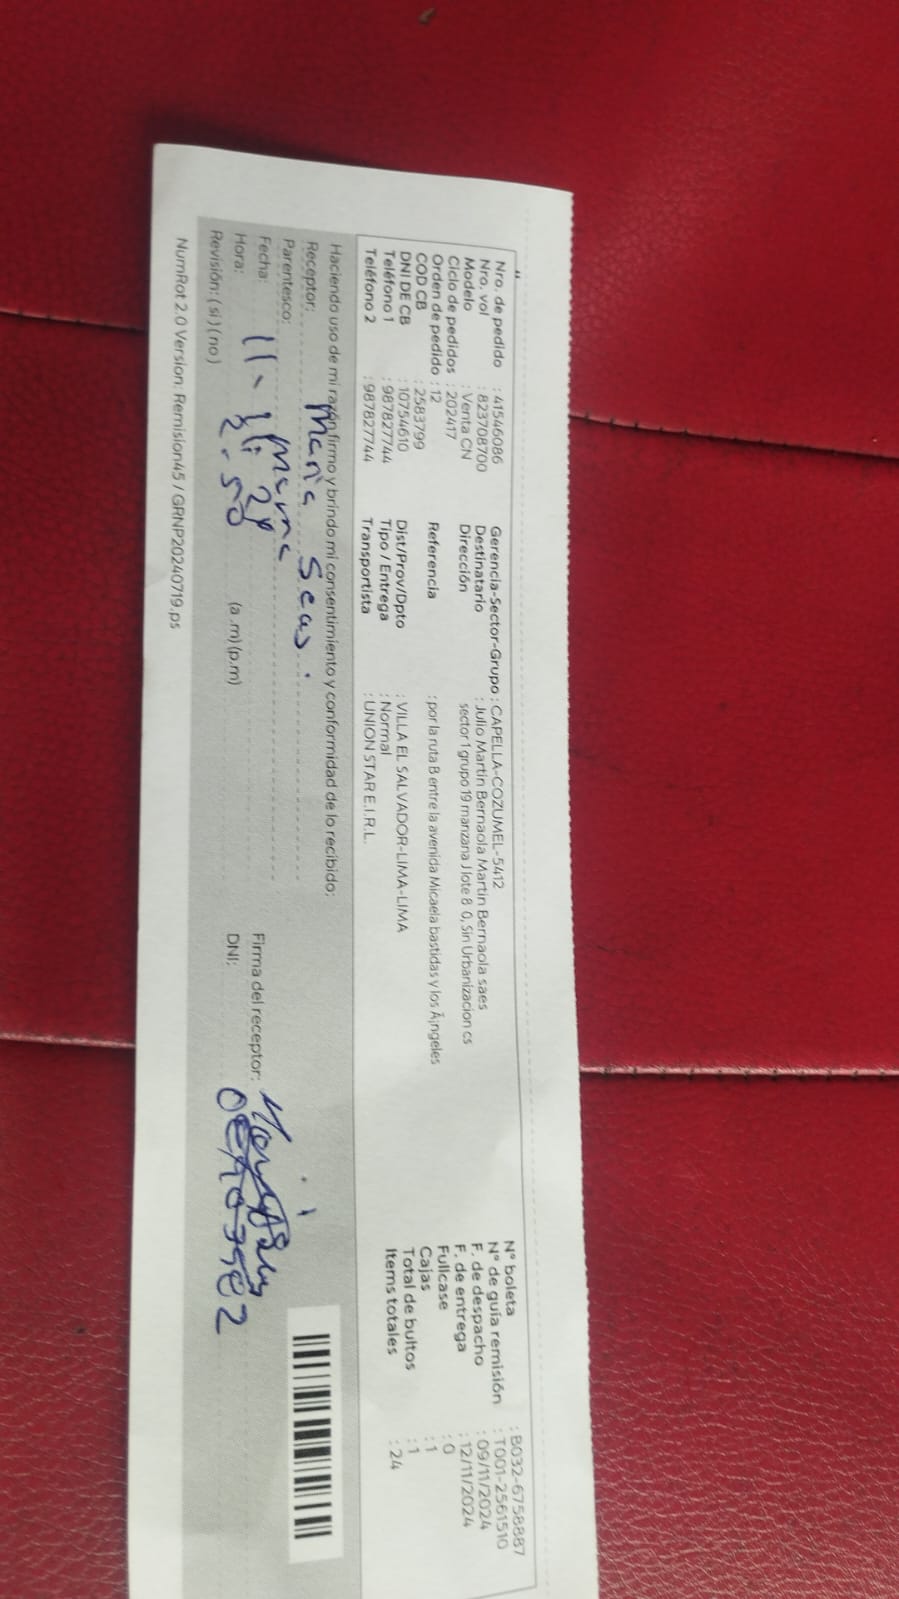 Nro. de pedido : 41546086
Nro. vol : 823708700
Modelo : Venta CN
Ciclo de pedidos : 202417
Orden de pedido : 12
COD CB : 2583799
DNI DE CB : 10754610
Teléfono 1 : 987827744
Teléfono 2 : 987827744
Gerencia-Sector-Grupo : CAPELLA-COZUMEL-5412
Destinatario : Julio Martin Bernaola Martin Bernaola saes
Dirección sector 1 grupo 19 manzana J lote 8 0, Sin Urbanizacion cs
Referencia : por la ruta B entre la avenida Micaela bastidas y los Ã¡ngeles
Dist/Prov/Dpto : VILLA EL SALVADOR-LIMA-LIMA
Tipo / Entrega : Normal
Transportista : UNION STAR E.I.R.L.
N° boleta : B032-6758887
N° de guía remisión : T001-2561510
F. de despacho : 09/11/2024
F. de entrega : 12/11/2024
Fullcase : 0
Cajas : 1
Total de bultos : 1
Items totales : 24
Haciendo uso de mi razón firmo y brindo mi consentimiento y conformidad de lo recibido:
Receptor: Maria Seas.
Parentesco: Mama
Fecha: 11-11-24
Hora: 2.50 (a .m) (p.m)
Revisión: ( si ) ( no )
Firma del receptor:
DNI:
NumRot 2.0 Version: Remision45 / GRNP20240719.ps